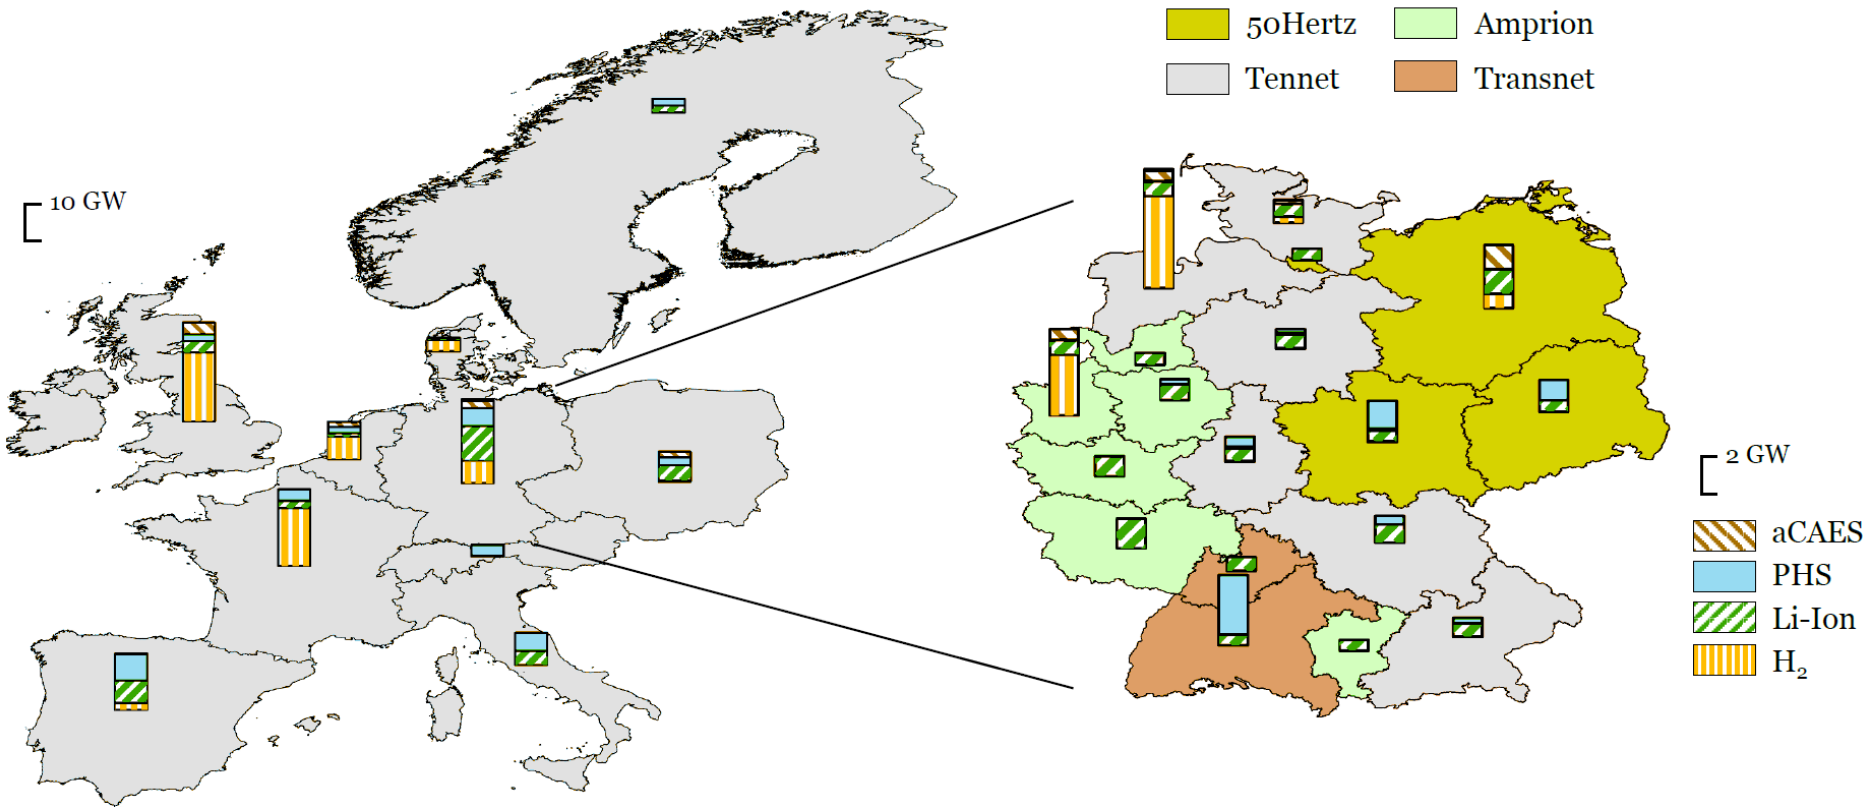 50Hertz
Amprion
Tennet
Transnet
10 GW
2 GW
aCAES
PHS
Li-Ion
H₂